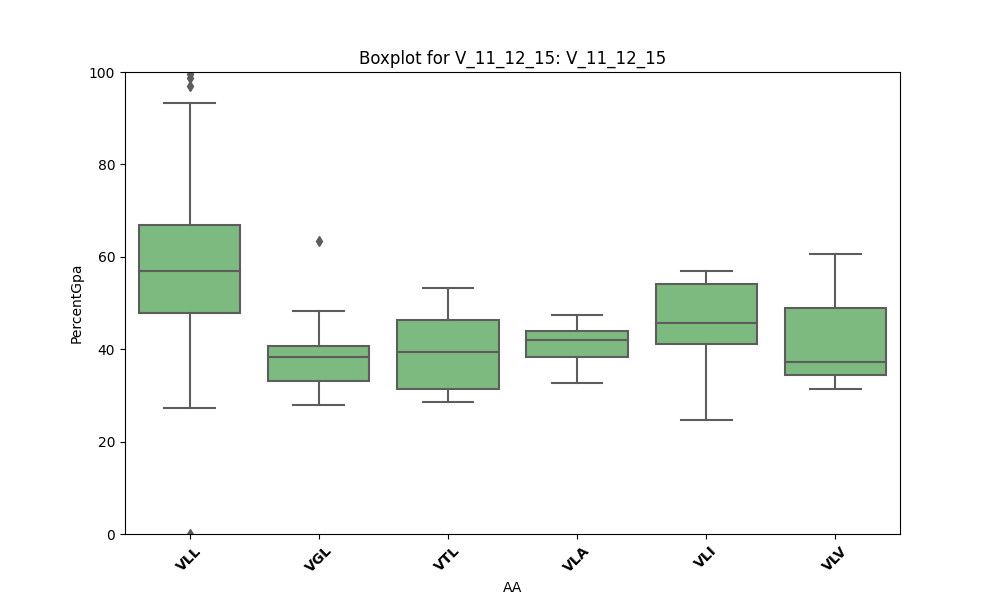 Boxplot for V_11_12_15: V_11_12_15
100
80
60
40
20
0
PercentGpa
VLL
VGL
VTL
VLA
VLI
VLV
AA